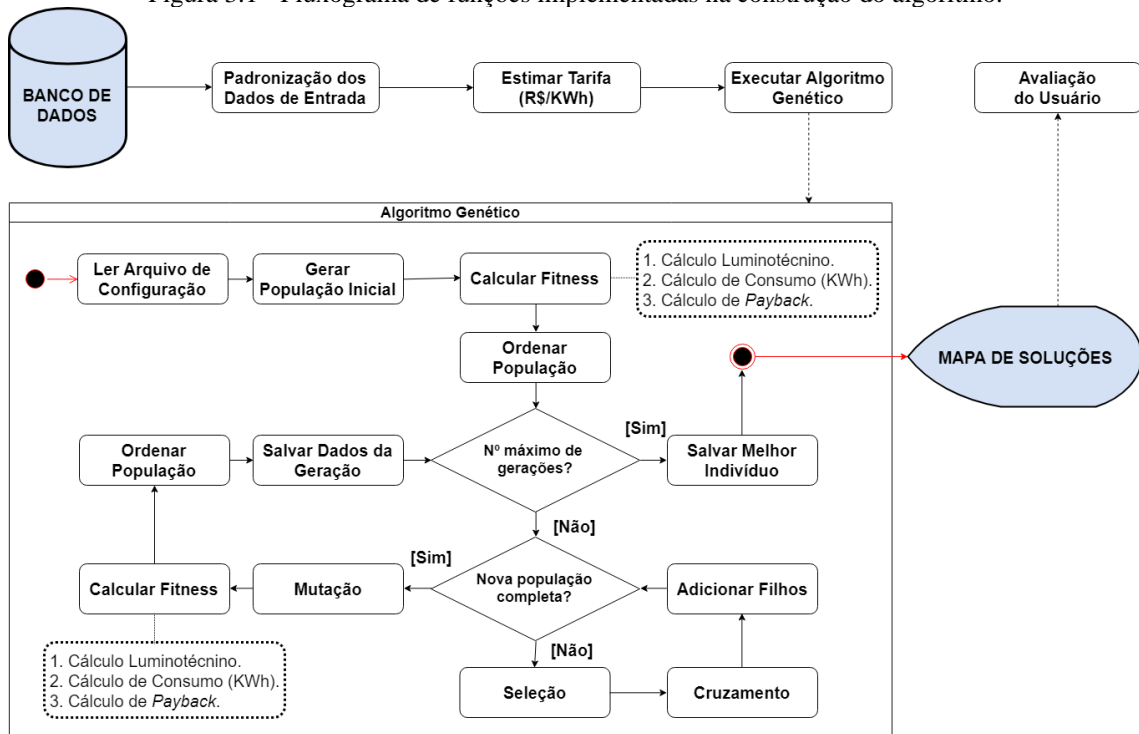 Figura 3.1 - Fluxograma de funções implementadas na construção do algoritmo.
BANCO DE
DADOS
Padronização dos
Dados de Entrada
Estimar Tarifa
(R$/KWh)
Executar Algoritmo
Genético
Avaliação
do Usuário
Algoritmo Genético
Ler Arquivo de
Configuração
Gerar
População Inicial
Calcular Fitness
1. Cálculo Luminotécnino.
2. Cálculo de Consumo (KWh).
3. Cálculo de Payback.
Ordenar
População
MAPA DE SOLUÇÕES
Ordenar
População
Salvar Dados da
Geração
Nº máximo de
gerações?
[Sim]
Salvar Melhor
Indivíduo
[Não]
[Sim]
Calcular Fitness
Mutação
Nova população
completa?
Adicionar Filhos
[Não]
1. Cálculo Luminotécnino.
2. Cálculo de Consumo (KWh).
3. Cálculo de Payback.
Seleção
Cruzamento